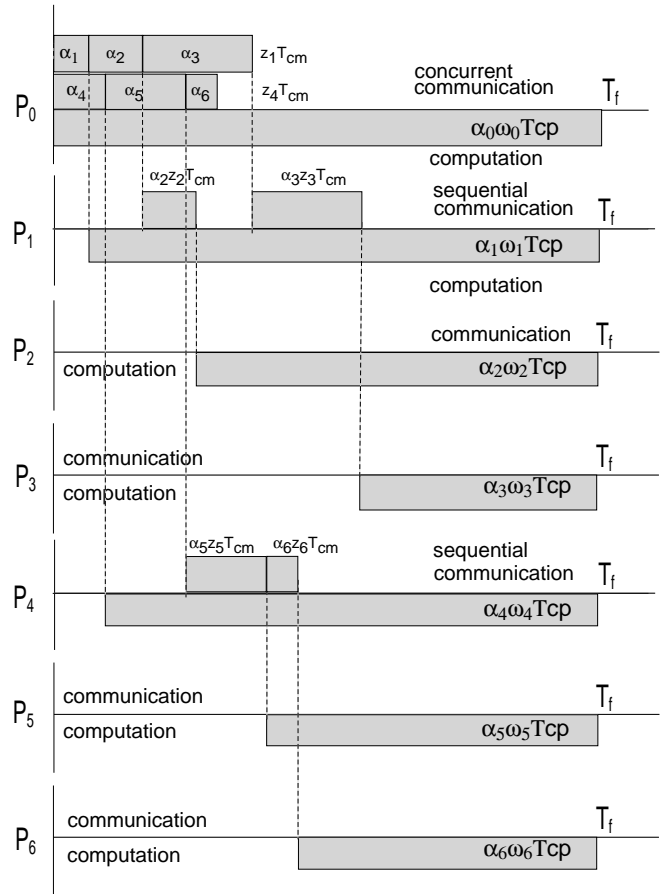 α1 α2 α3 z1Tcm
α4 α5 α6 z4Tcm
concurrent
communication
Tf
P0
α0ω0Tcp
computation
α2z2Tcm α3z3Tcm
sequential
communication
Tf
P1
α1ω1Tcp
computation
communication
Tf
P2
computation
α2ω2Tcp
communication
Tf
P3
computation
α3ω3Tcp
α5z5Tcm α6z6Tcm
sequential
communication
Tf
P4
α4ω4Tcp
communication
Tf
P5
computation
α5ω5Tcp
communication
Tf
P6
computation
α6ω6Tcp